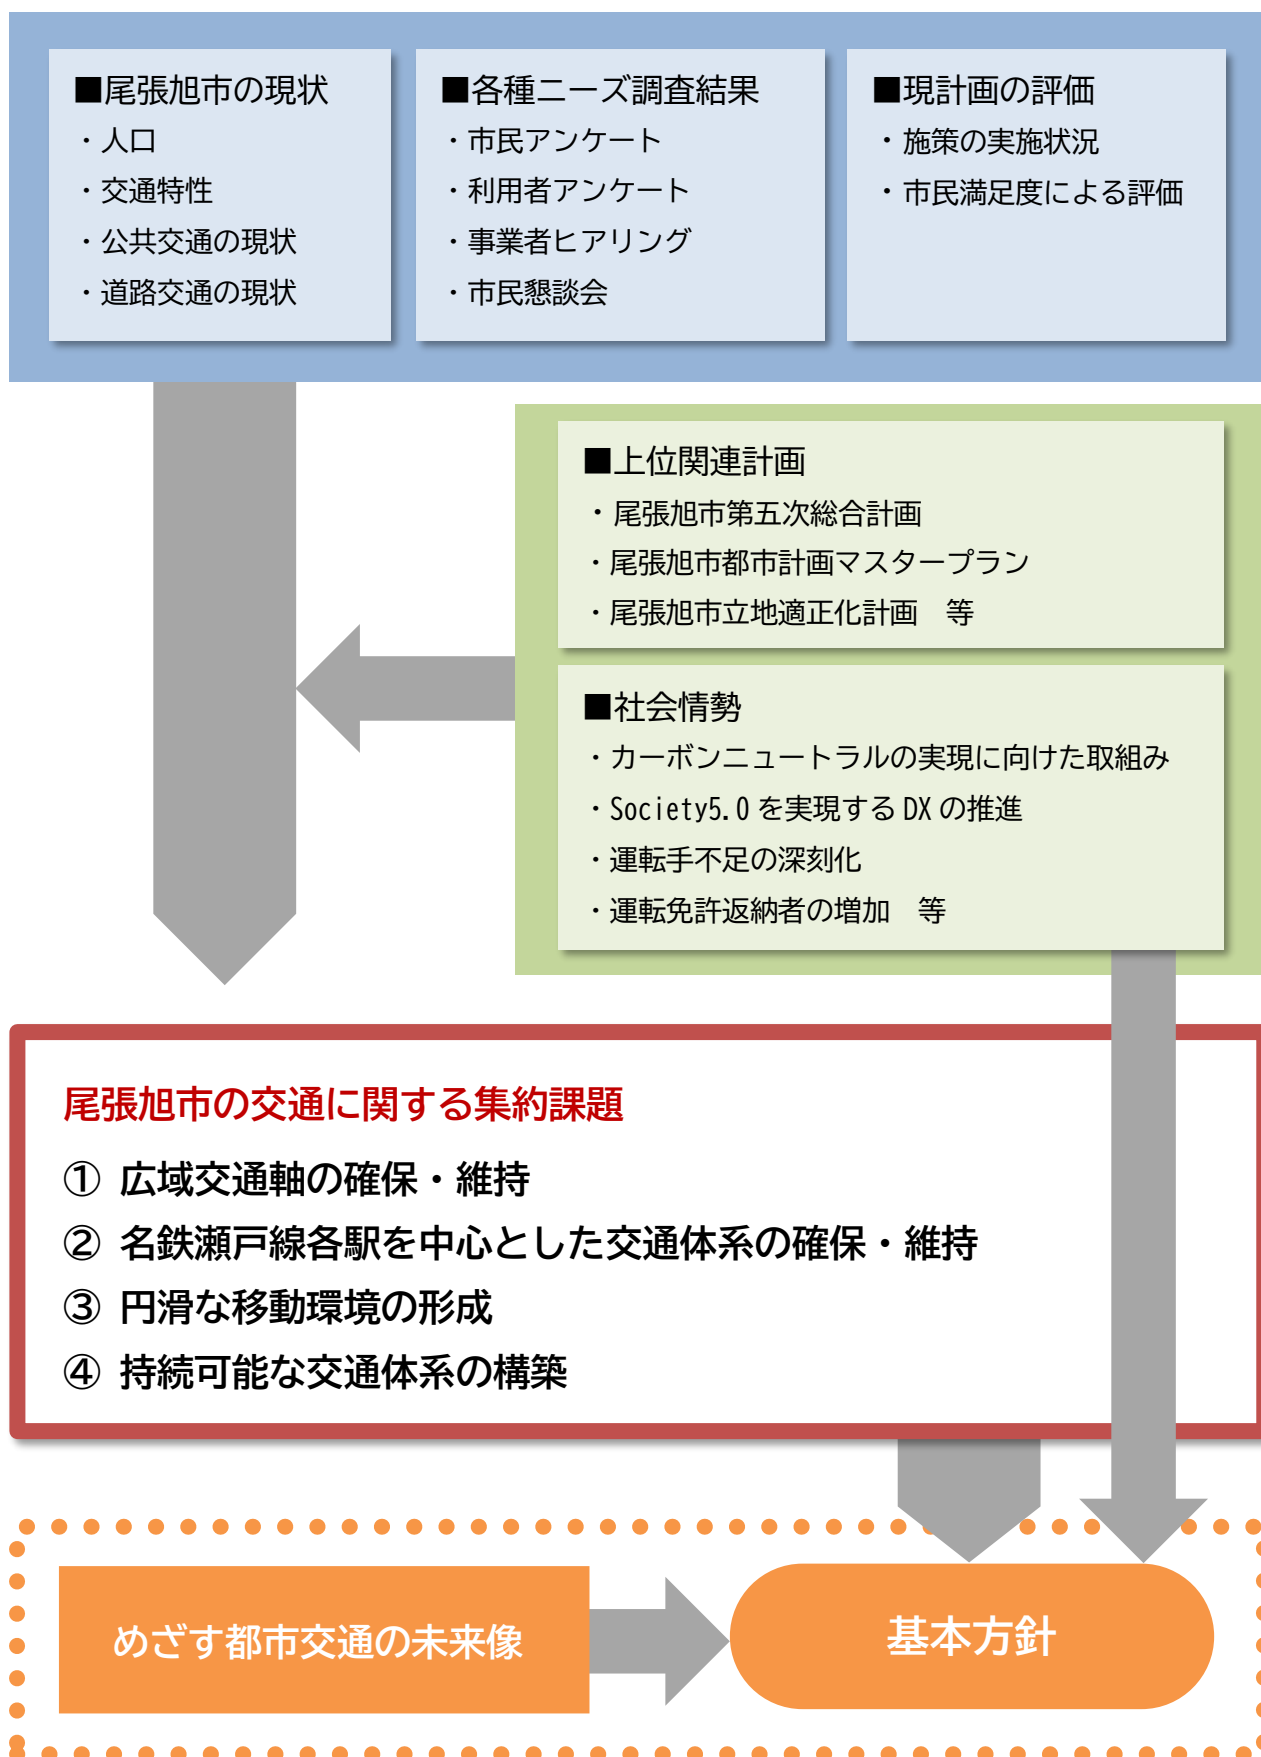 ■尾張旭市の現状
・人口
・交通特性
・公共交通の現状
・道路交通の現状
■各種ニーズ調査結果
・市民アンケート
・利用者アンケート
・事業者ヒアリング
・市民懇談会
■現計画の評価
・施策の実施状況
・市民満足度による評価
■上位関連計画
・尾張旭市第五次総合計画
・尾張旭市都市計画マスタープラン
・尾張旭市立地適正化計画　等
■社会情勢
・カーボンニュートラルの実現に向けた取組み
・Society5.0を実現するDXの推進
・運転手不足の深刻化
・運転免許返納者の増加　等
尾張旭市の交通に関する集約課題
① 広域交通軸の確保・維持
② 名鉄瀬戸線各駅を中心とした交通体系の確保・維持
③ 円滑な移動環境の形成
④ 持続可能な交通体系の構築
めざす都市交通の未来像
基本方針